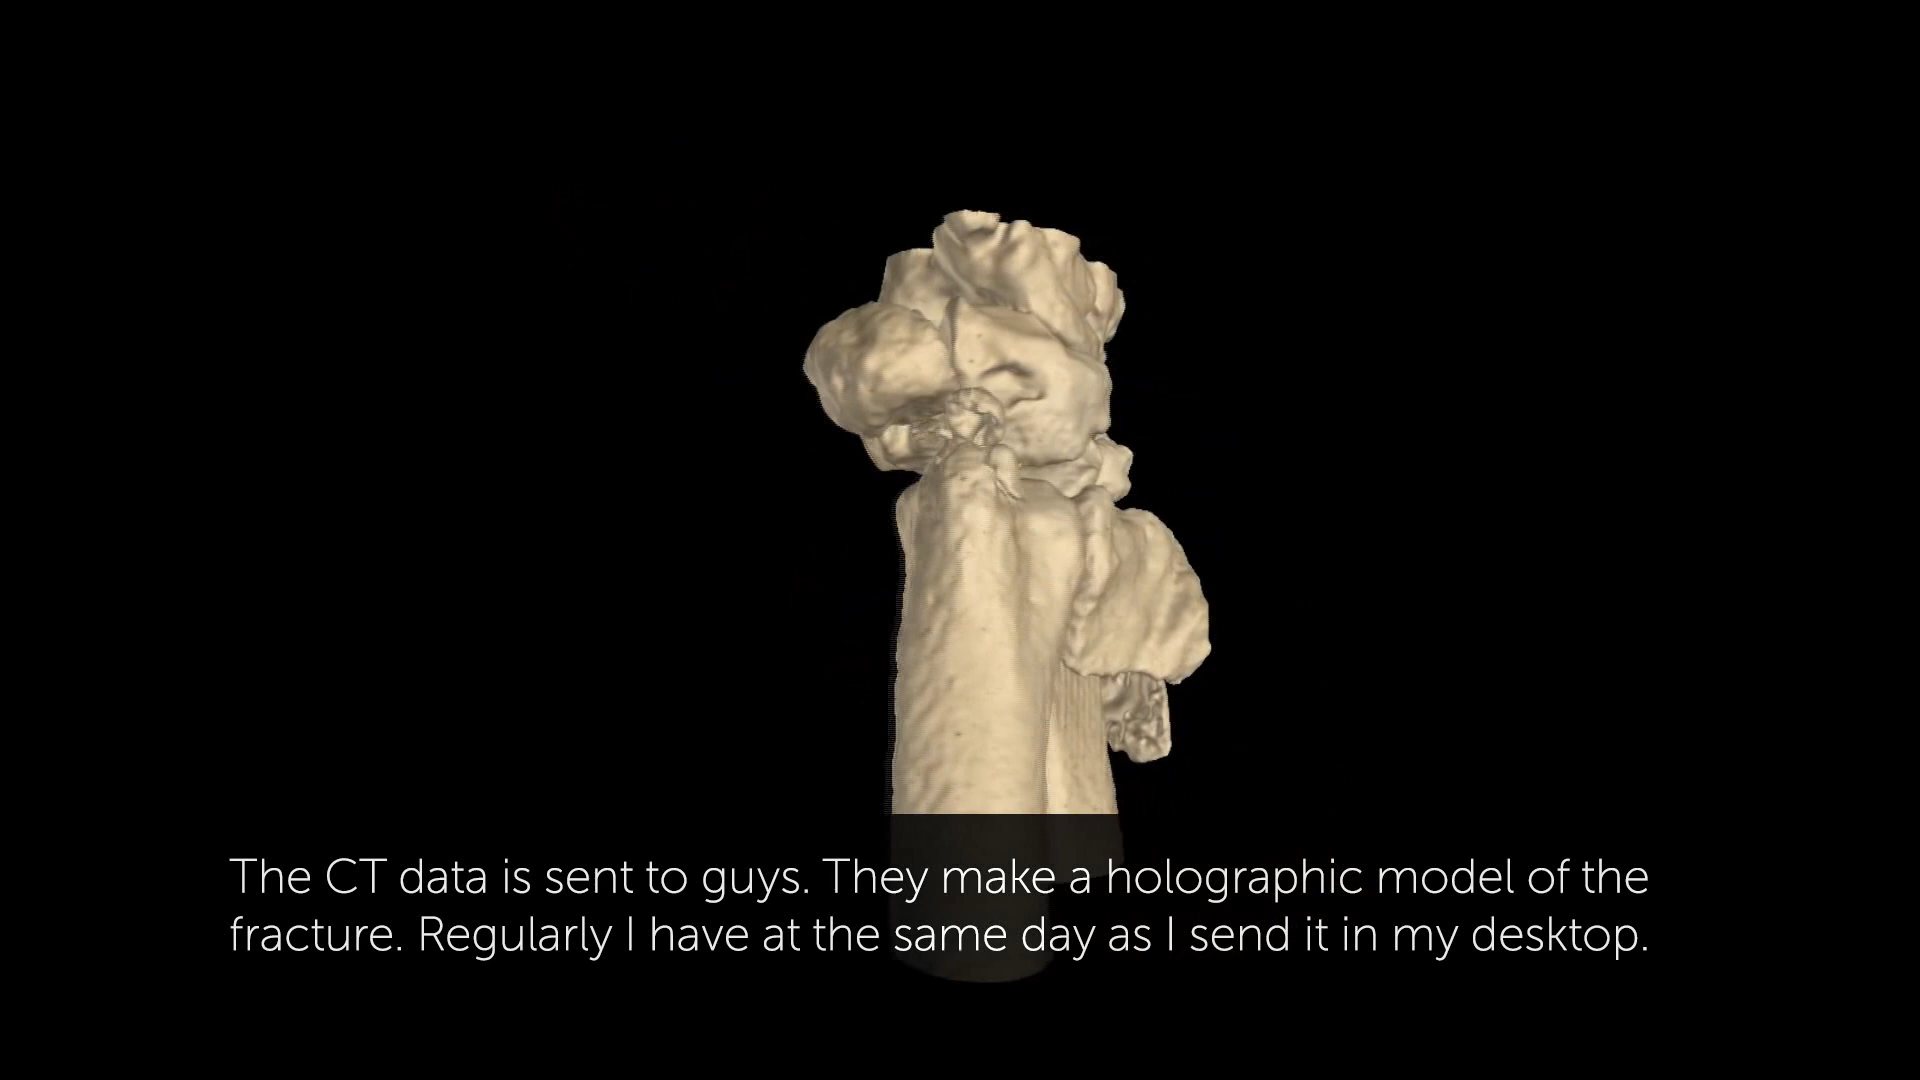 The CT data is sent to guys. They make a holographic model of the
fracture. Regularly I have at the same day as I send it in my desktop.